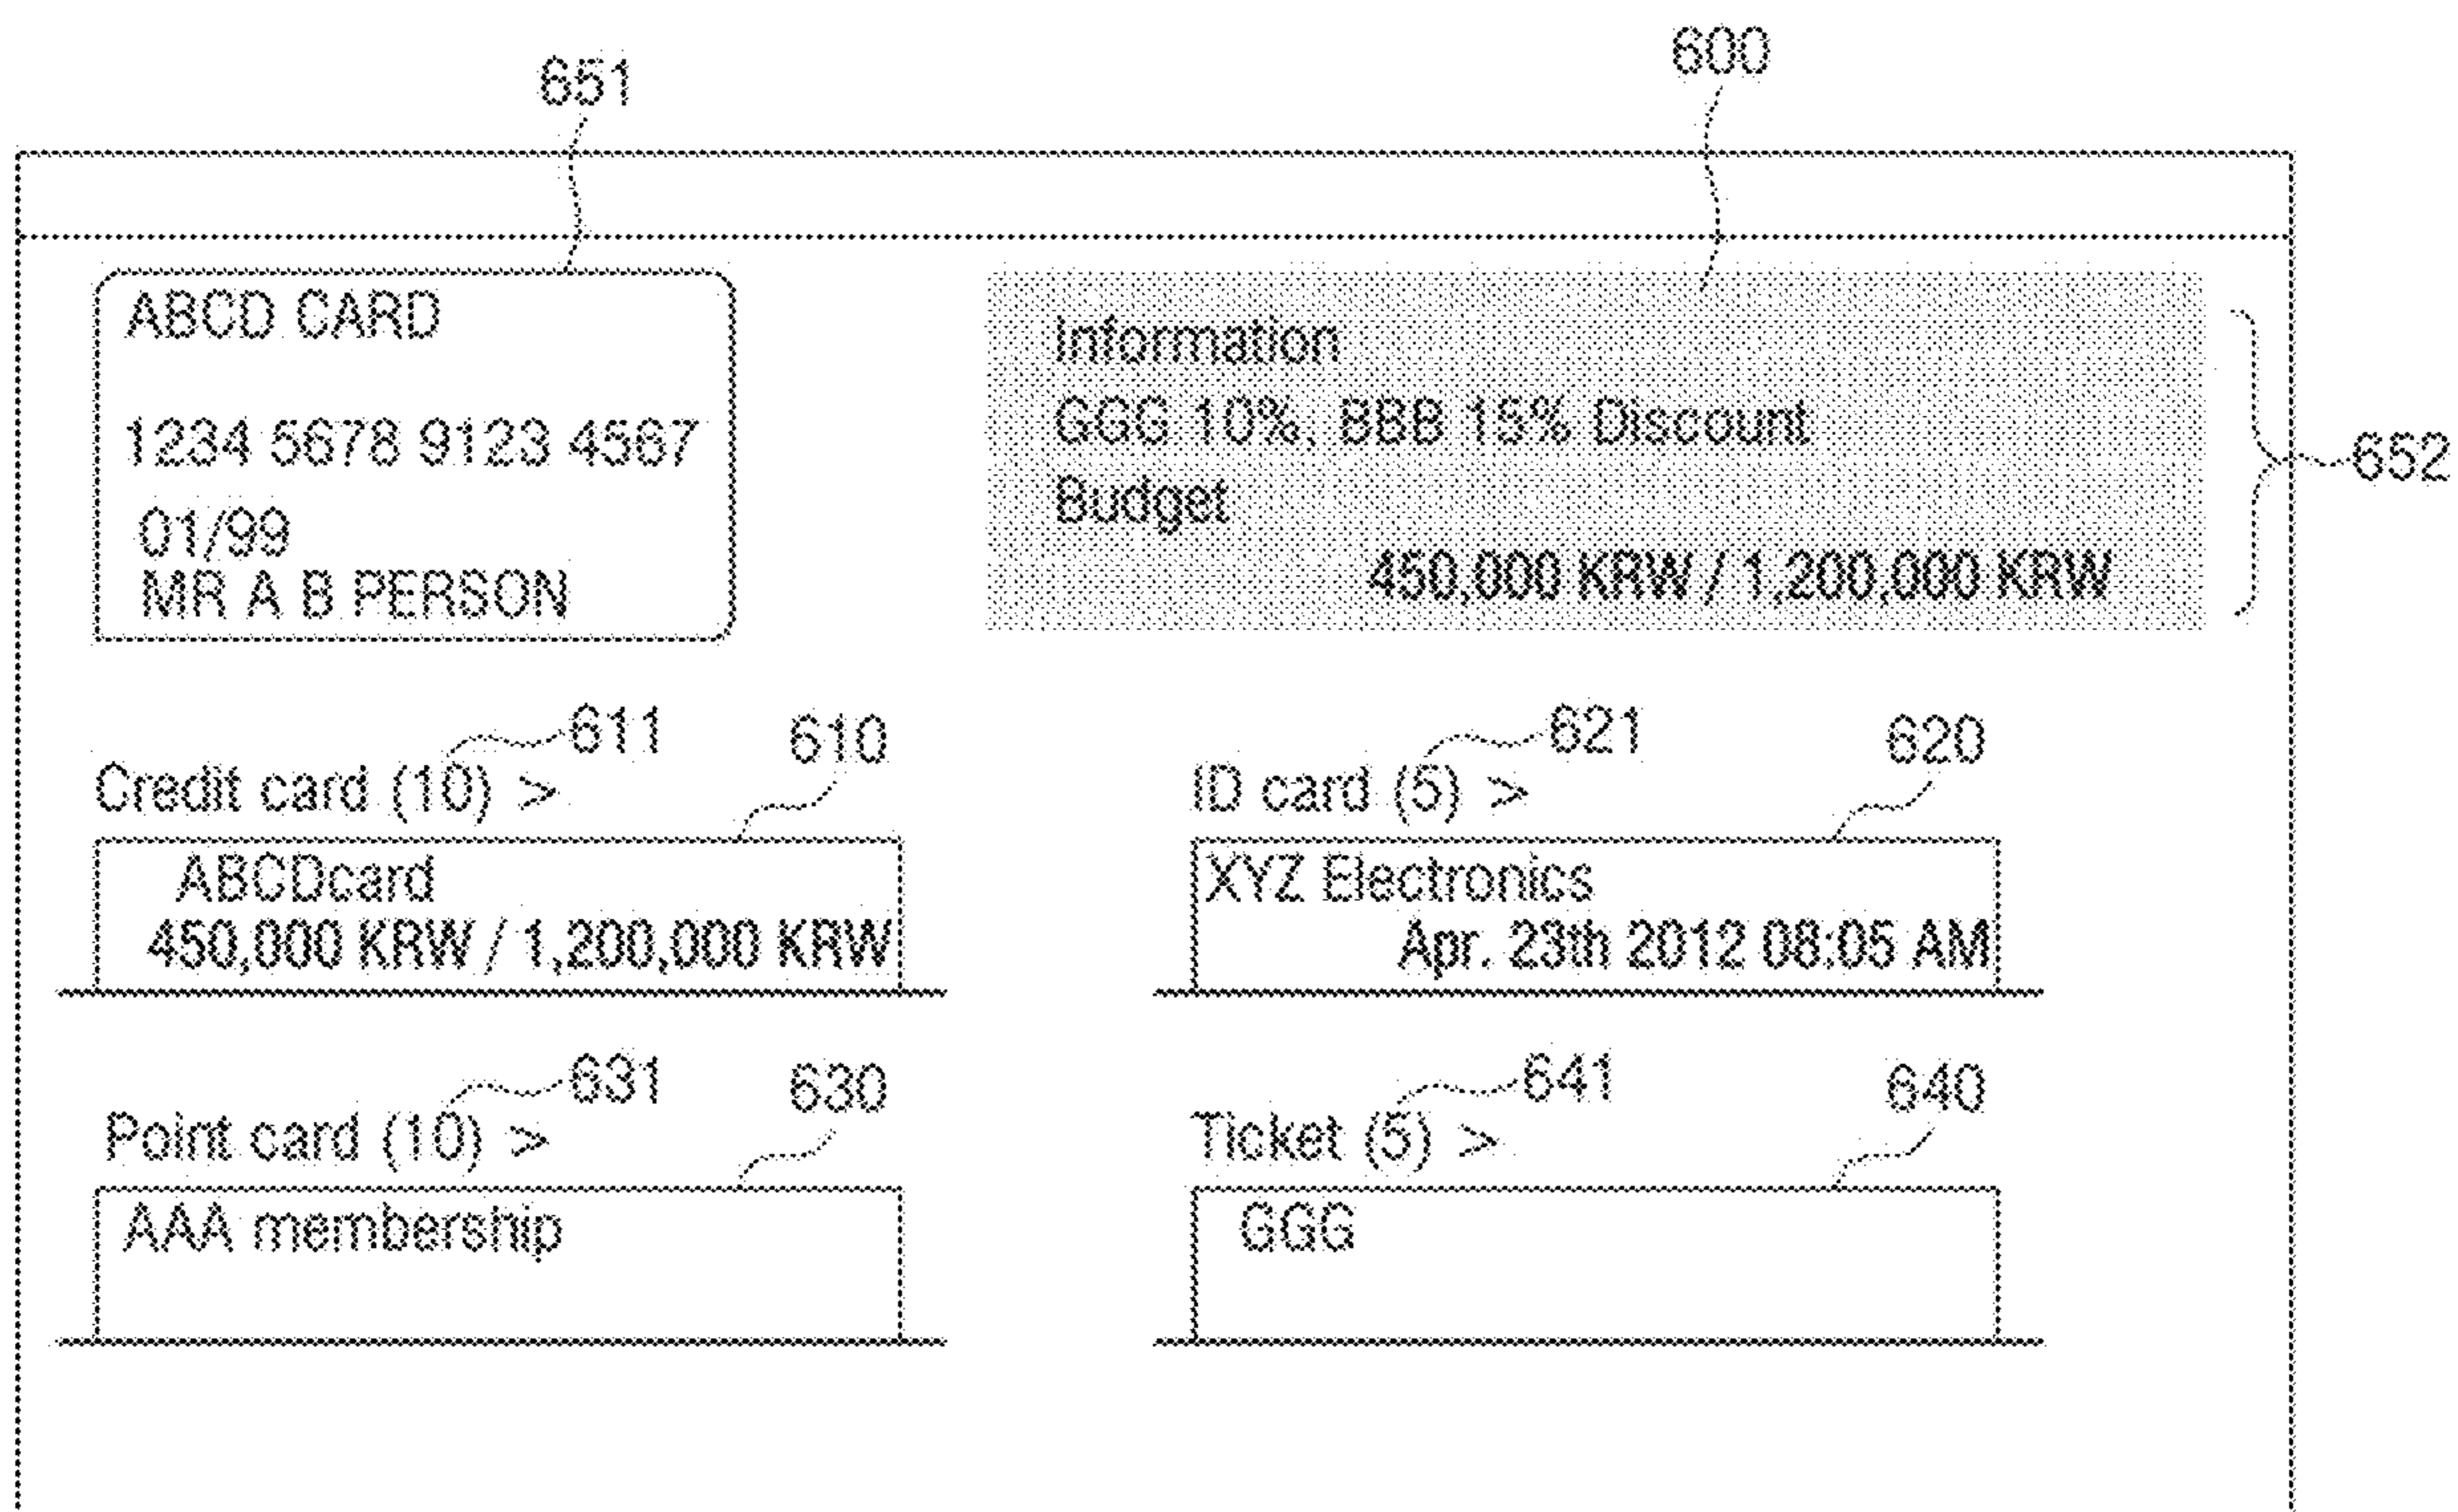 651
600
ABCD CARD
1234 5678 9123 4567
01/99
MR A B PERSON
Information
GGG 10%, BBB 15% Discount
Budget
450,000 KRW / 1,200,000 KRW
652
611
610
Credit card (10) >
ABCDcard
450,000 KRW / 1,200,000 KRW
621
620
ID card (5) >
XYZ Electronics
Apr. 23th 2012 08:05 AM
631
630
Point card (10) >
AAA membership
641
640
Ticket (5) >
GGG